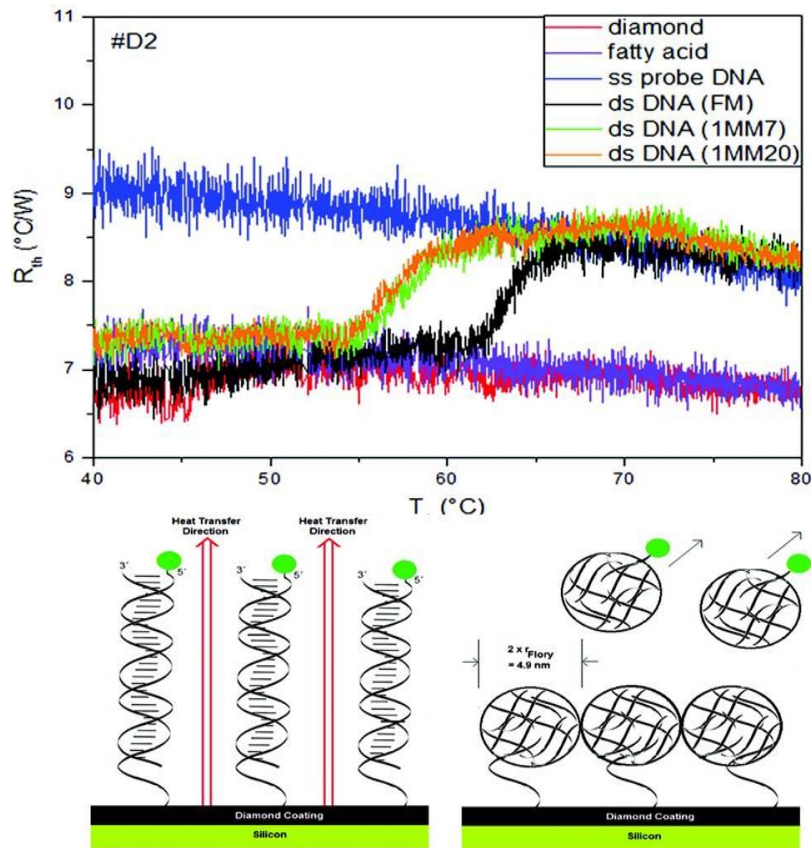 #D2
diamond
fatty acid
ss probe DNA
ds DNA (FM)
ds DNA (1MM7)
ds DNA (1MM20)
Rth (°C/W)
11
10
9
8
7
6
40
50
60
70
80
T (°C)
Heat Transfer
Direction
Heat Transfer
Direction
3´
5´
3´
5´
3´
5´
Diamond Coating
Silicon
2 x rFlory
= 4.9 nm
Diamond Coating
Silicon